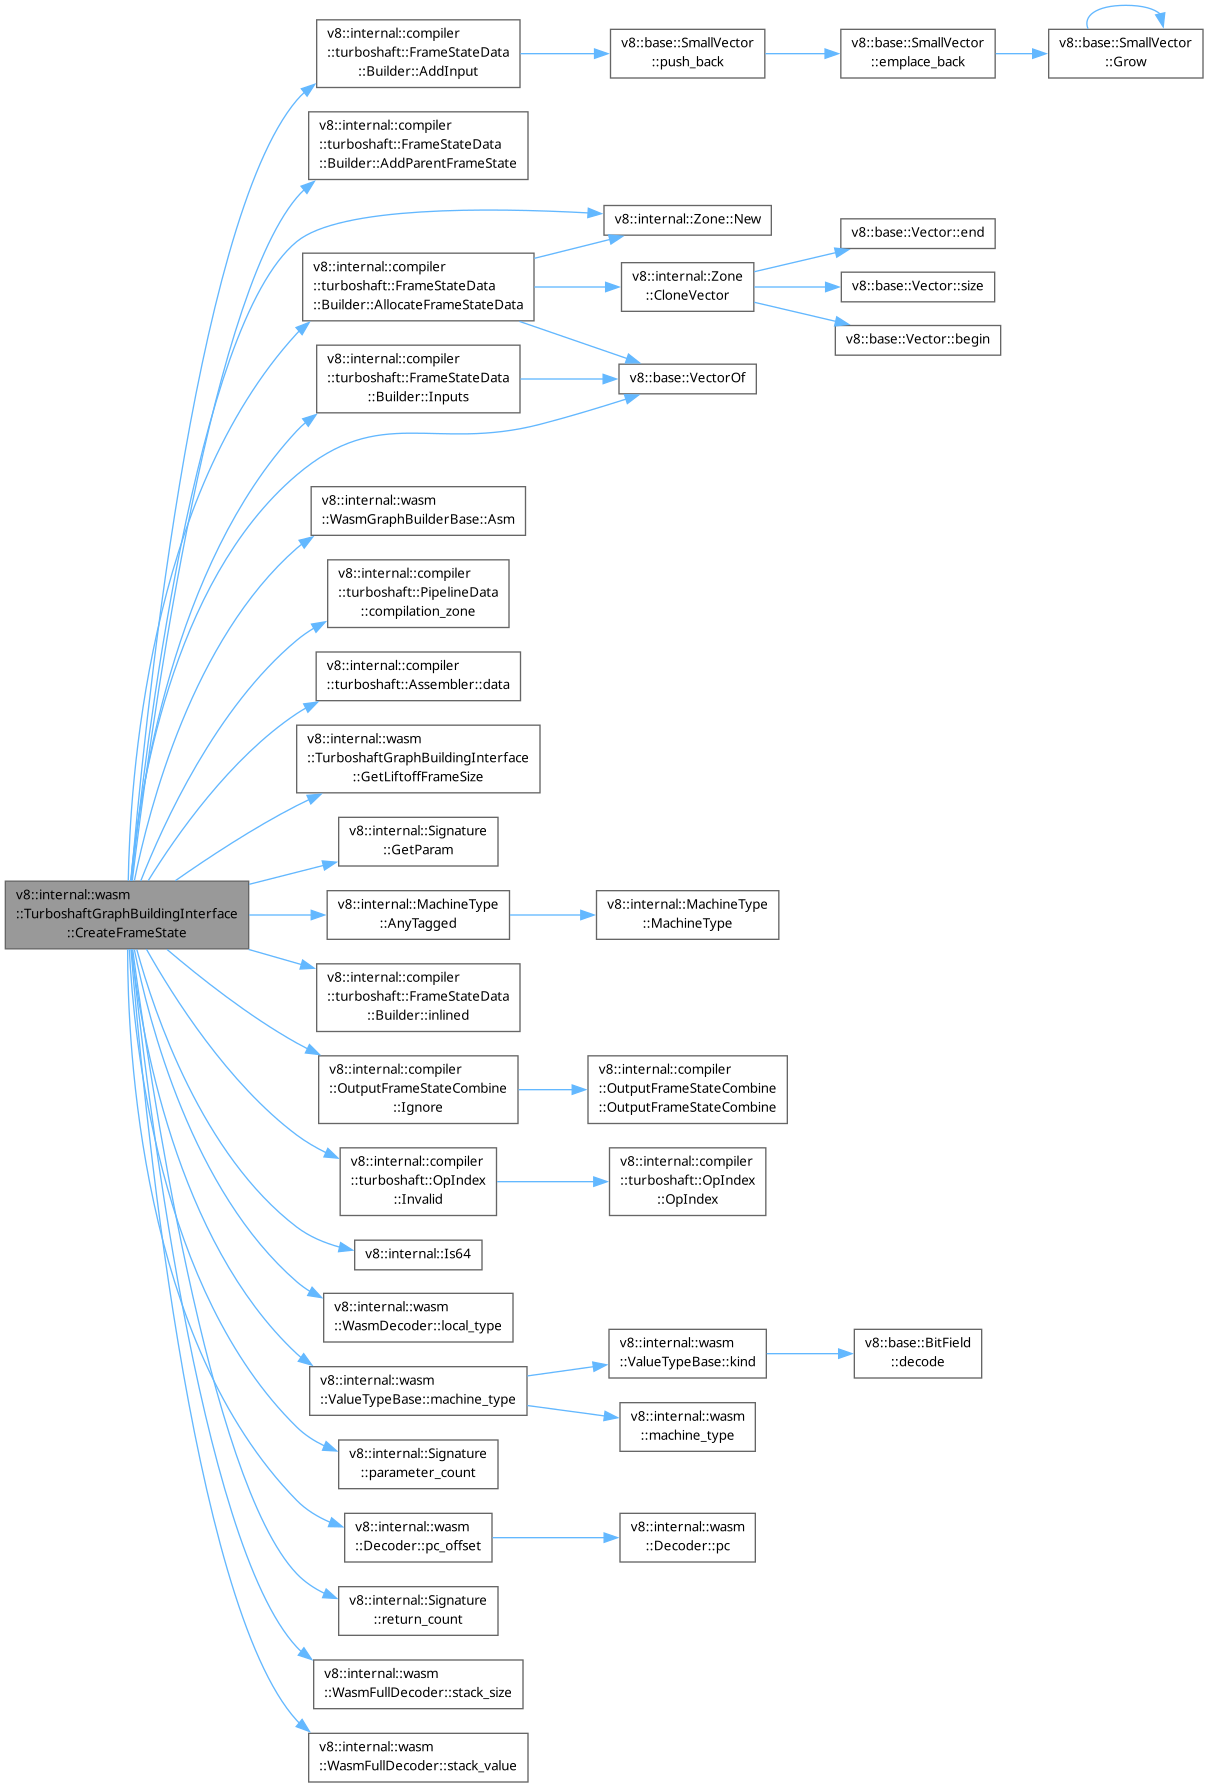 v8::internal::compiler
::turboshaft::FrameStateData
::Builder::AddInput
v8::base::SmallVector
::push_back
v8::base::SmallVector
::emplace_back
v8::base::SmallVector
::Grow
v8::internal::compiler
::turboshaft::FrameStateData
::Builder::AddParentFrameState
v8::internal::Zone::New
v8::internal::compiler
::turboshaft::FrameStateData
::Builder::AllocateFrameStateData
v8::internal::Zone
::CloneVector
v8::base::Vector::end
v8::base::Vector::size
v8::base::Vector::begin
v8::internal::compiler
::turboshaft::FrameStateData
::Builder::Inputs
v8::base::VectorOf
v8::internal::wasm
::WasmGraphBuilderBase::Asm
v8::internal::compiler
::turboshaft::PipelineData
::compilation_zone
v8::internal::compiler
::turboshaft::Assembler::data
v8::internal::wasm
::TurboshaftGraphBuildingInterface
::GetLiftoffFrameSize
v8::internal::Signature
::GetParam
v8::internal::wasm
::TurboshaftGraphBuildingInterface
::CreateFrameState
v8::internal::MachineType
::AnyTagged
v8::internal::MachineType
::MachineType
v8::internal::compiler
::turboshaft::FrameStateData
::Builder::inlined
v8::internal::compiler
::OutputFrameStateCombine
::Ignore
v8::internal::compiler
::OutputFrameStateCombine
::OutputFrameStateCombine
v8::internal::compiler
::turboshaft::OpIndex
::Invalid
v8::internal::compiler
::turboshaft::OpIndex
::OpIndex
v8::internal::Is64
v8::internal::wasm
::WasmDecoder::local_type
v8::internal::wasm
::ValueTypeBase::machine_type
v8::internal::wasm
::ValueTypeBase::kind
v8::base::BitField
::decode
v8::internal::wasm
::machine_type
v8::internal::Signature
::parameter_count
v8::internal::wasm
::Decoder::pc_offset
v8::internal::wasm
::Decoder::pc
v8::internal::Signature
::return_count
v8::internal::wasm
::WasmFullDecoder::stack_size
v8::internal::wasm
::WasmFullDecoder::stack_value